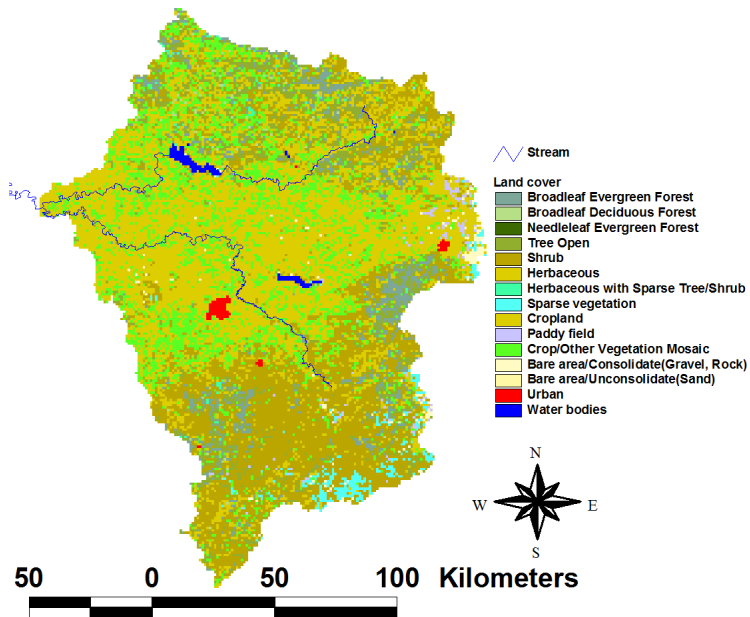 Stream
Land cover
Broadleaf Evergreen Forest
Broadleaf Deciduous Forest
Needleleaf Evergreen Forest
Tree Open
Shrub
Herbaceous
Herbaceous with Sparse Tree/Shrub
Sparse vegetation
Cropland
Paddy field
Crop/Other Vegetation Mosaic
Bare area/Consolidate(Gravel, Rock)
Bare area/Unconsolidate(Sand)
Urban
Water bodies
N
W E
S
50 0 50 100 Kilometers